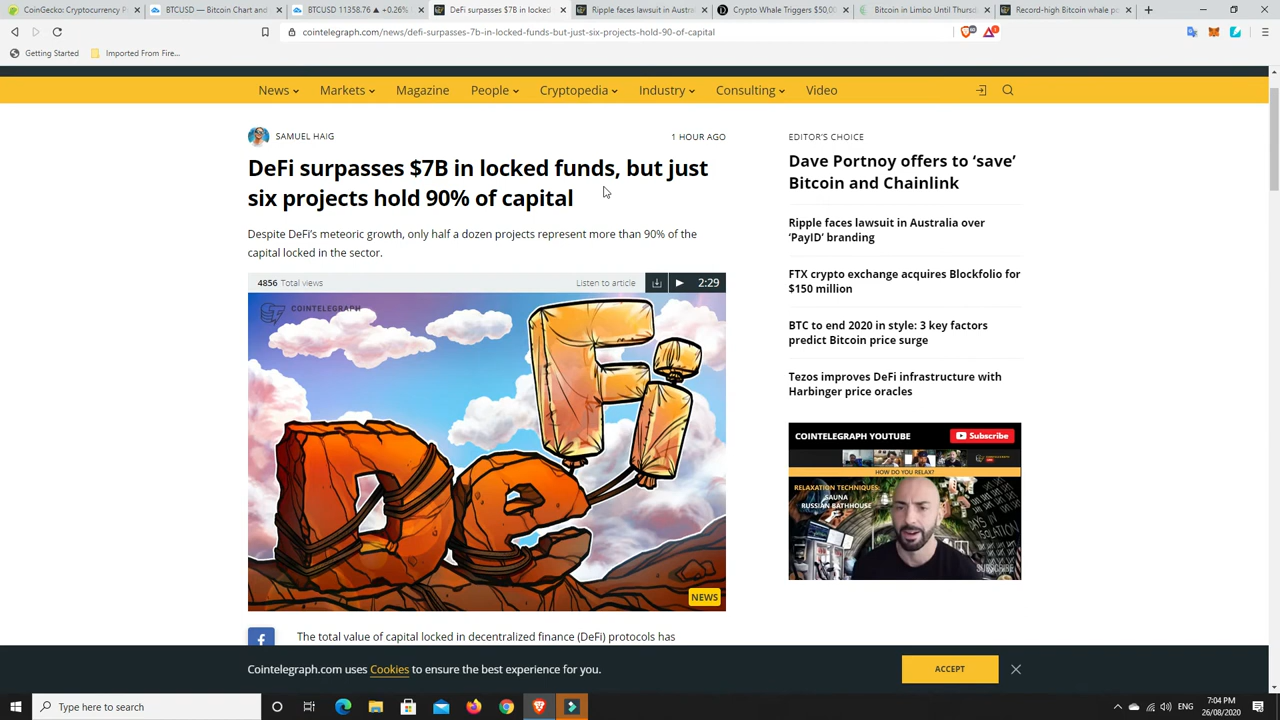 CoinGecko: Cryptocurrency P
BTCUSD — Bitcoin Chart and
BTCUSD 11358.76 ▲ +0.26%
DeFi surpasses $7B in locked
Ripple faces lawsuit in Austra
Crypto Whale Triggers $50,00
Bitcoin in Limbo Until Thursd
Record-high Bitcoin whale po
cointelegraph.com/news/defi-surpasses-7b-in-locked-funds-but-just-six-projects-hold-90-of-capital
Getting Started
Imported From Fire...
News
Markets
Magazine
People
Cryptopedia
Industry
Consulting
Video
SAMUEL HAIG
1 HOUR AGO
DeFi surpasses $7B in locked funds, but just
six projects hold 90% of capital
Despite DeFi's meteoric growth, only half a dozen projects represent more than 90% of the
capital locked in the sector.
4856 Total views
Listen to article
2:29
COINTELEGRAPH
DeFi
NEWS
The total value of capital locked in decentralized finance (DeFi) protocols has
EDITOR'S CHOICE
Dave Portnoy offers to ‘save’
Bitcoin and Chainlink
Ripple faces lawsuit in Australia over
‘PayID’ branding
FTX crypto exchange acquires Blockfolio for
$150 million
BTC to end 2020 in style: 3 key factors
predict Bitcoin price surge
Tezos improves DeFi infrastructure with
Harbinger price oracles
COINTELEGRAPH YOUTUBE
Subscribe
HOW DO YOU RELAX?
RELAXATION TECHNIQUES:
SAUNA
RUSSIAN BATHHOUSE
DAYS
ISOLATION
SUBSCRIBE
Cointelegraph.com uses Cookies to ensure the best experience for you.
ACCEPT
Type here to search
ENG
7:04 PM
26/08/2020